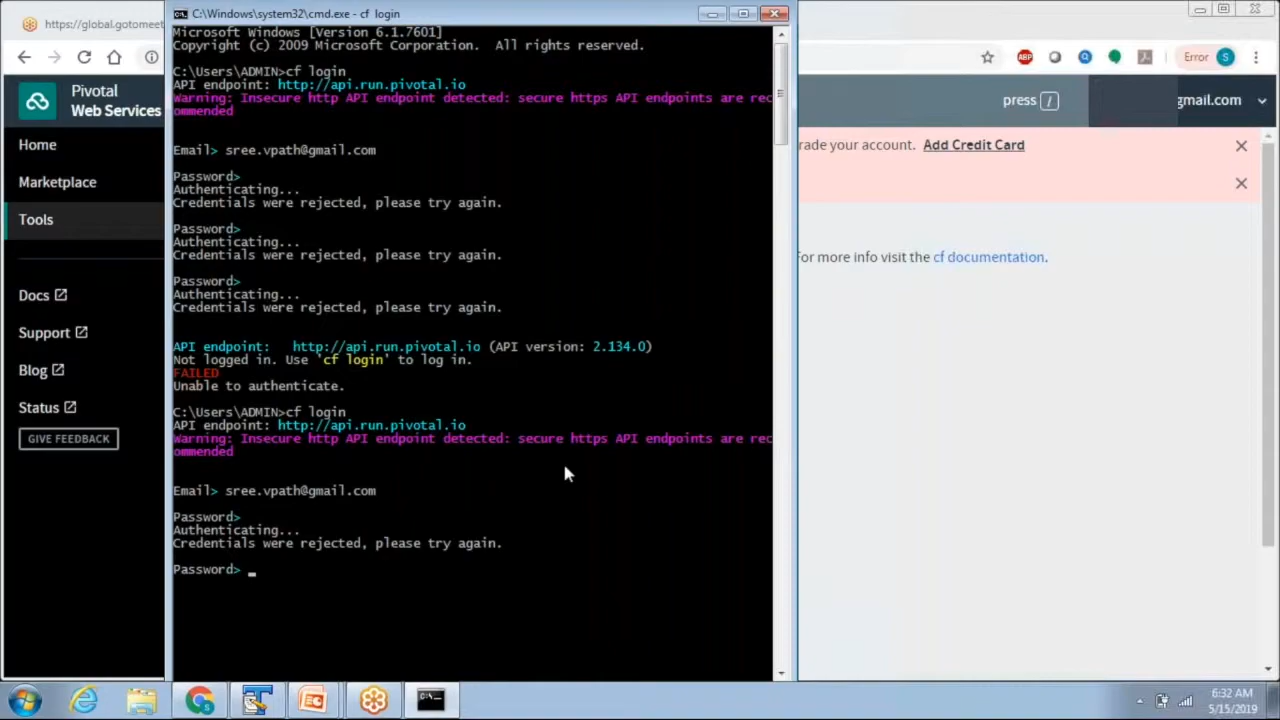 https://global.gotomeet
C:\Windows\system32\cmd.exe - cf login
Microsoft Windows [Version 6.1.7601]
Copyright (c) 2009 Microsoft Corporation. All rights reserved.
C:\Users\ADMIN>cf login
API endpoint: http://api.run.pivotal.io
Warning: Insecure http API endpoint detected: secure https API endpoints are rec
ommended
Email> sree.vpath@gmail.com
Password>
Authenticating...
Credentials were rejected, please try again.
Password>
Authenticating...
Credentials were rejected, please try again.
Password>
Authenticating...
Credentials were rejected, please try again.
API endpoint: http://api.run.pivotal.io (API version: 2.134.0)
Not logged in. Use 'cf login' to log in.
FAILED
Unable to authenticate.
C:\Users\ADMIN>cf login
API endpoint: http://api.run.pivotal.io
Warning: Insecure http API endpoint detected: secure https API endpoints are rec
ommended
Email> sree.vpath@gmail.com
Password>
Authenticating...
Credentials were rejected, please try again.
Password>
Pivotal
Web Services
Home
Marketplace
Tools
Docs
Support
Blog
Status
GIVE FEEDBACK
ABP
Error S
press /
gmail.com
rade your account. Add Credit Card
For more info visit the cf documentation.
6:32 AM
5/15/2019